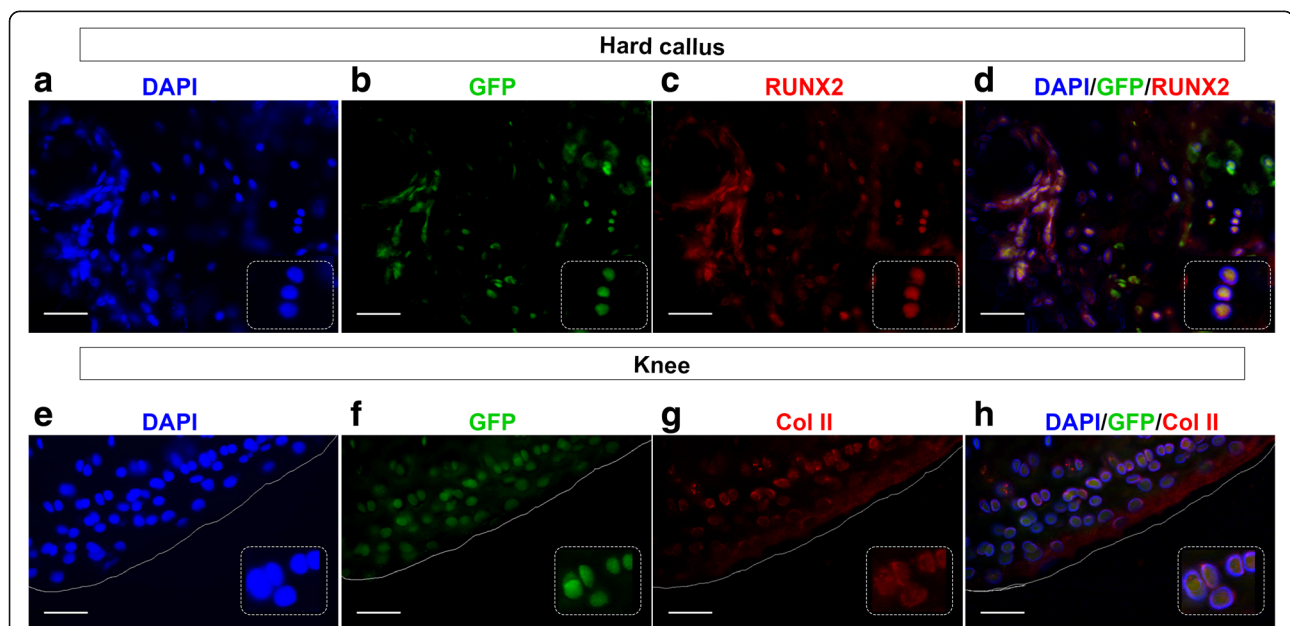 Hard callus
a DAPI b GFP c RUNX2 d DAPI/GFP/RUNX2
Knee
e DAPI f GFP g Col II h DAPI/GFP/Col II